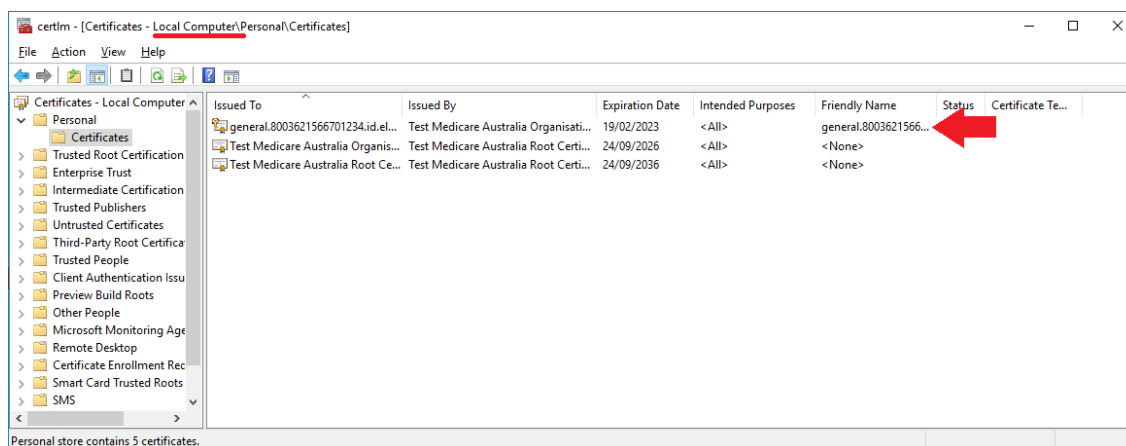 certlm - [Certificates - Local Computer\Personal\Certificates]
File Action View Help
Certificates - Local Computer
Personal
Certificates
Trusted Root Certification
Enterprise Trust
Intermediate Certification
Trusted Publishers
Untrusted Certificates
Third-Party Root Certificat
Trusted People
Client Authentication Issu
Preview Build Roots
Other People
Microsoft Monitoring Age
Remote Desktop
Certificate Enrollment Req
Smart Card Trusted Roots
SMS
Issued To Issued By Expiration Date Intended Purposes Friendly Name Status Certificate Te...
general.8003621566701234.id.el... Test Medicare Australia Organisati... 19/02/2023 <All> general.8003621566...
Test Medicare Australia Organis... Test Medicare Australia Root Certi... 24/09/2026 <All> <None>
Test Medicare Australia Root Ce... Test Medicare Australia Root Certi... 24/09/2036 <All> <None>
Personal store contains 5 certificates.